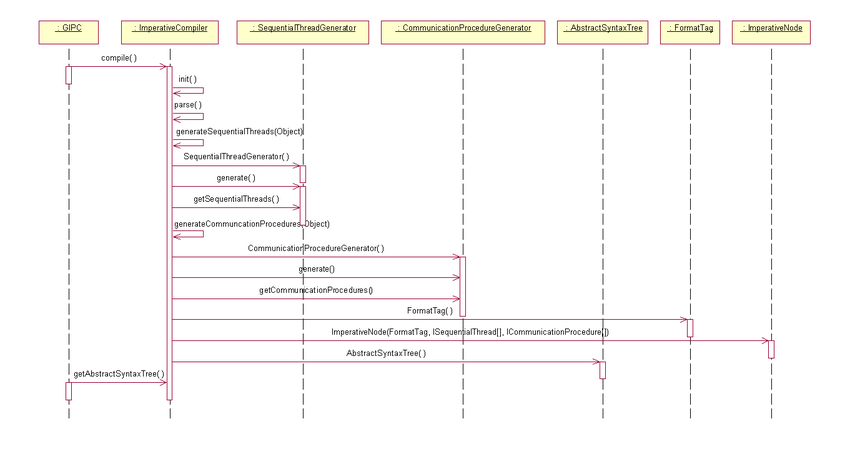 : GIPC
: ImperativeCompiler
: SequentialThreadGenerator
: CommunicationProcedureGenerator
: AbstractSyntaxTree
: FormatTag
: ImperativeNode
compile( )
init( )
parse( )
generateSequentialThreads(Object)
SequentialThreadGenerator( )
generate( )
getSequentialThreads( )
generateCommuncationProcedures(Object)
CommunicationProcedureGenerator( )
generate()
getCommunicationProcedures()
FormatTag( )
ImperativeNode(FormatTag, ISequentialThread[], ICommunicationProcedure[])
AbstractSyntaxTree( )
getAbstractSyntaxTree( )